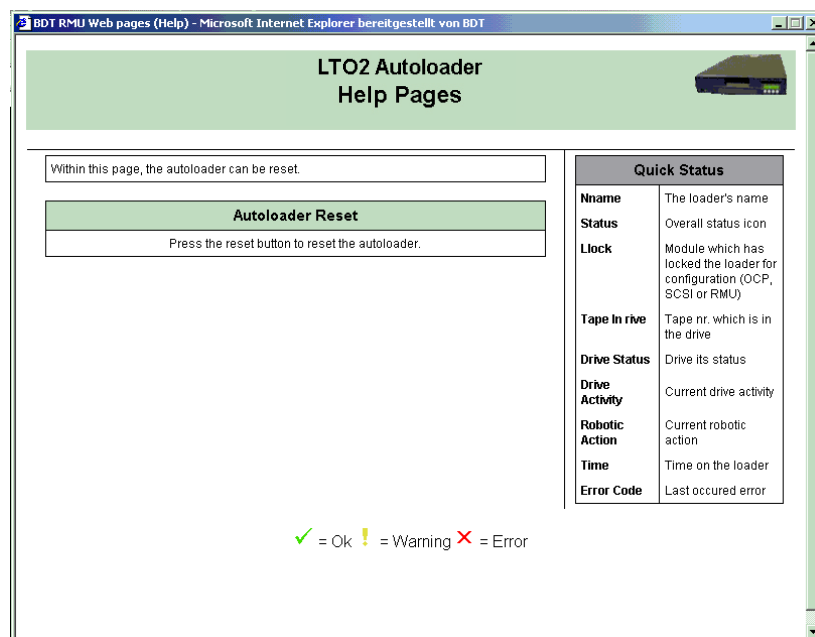 BDT RMU Web pages (Help) - Microsoft Internet Explorer bereitgestellt von BDT
LTO2 Autoloader
Help Pages
Within this page, the autoloader can be reset.
Autoloader Reset
Press the reset button to reset the autoloader.
Quick Status
Nname The loader's name
Status Overall status icon
Llock Module which has
locked the loader for
configuration (OCP,
SCSI or RMU)
Tape In rive Tape nr. which is in
the drive
Drive Status Drive its status
Drive
Activity Current drive activity
Robotic Current robotic
Action action
Time Time on the loader
Error Code Last occured error
= Ok ! = Warning = Error